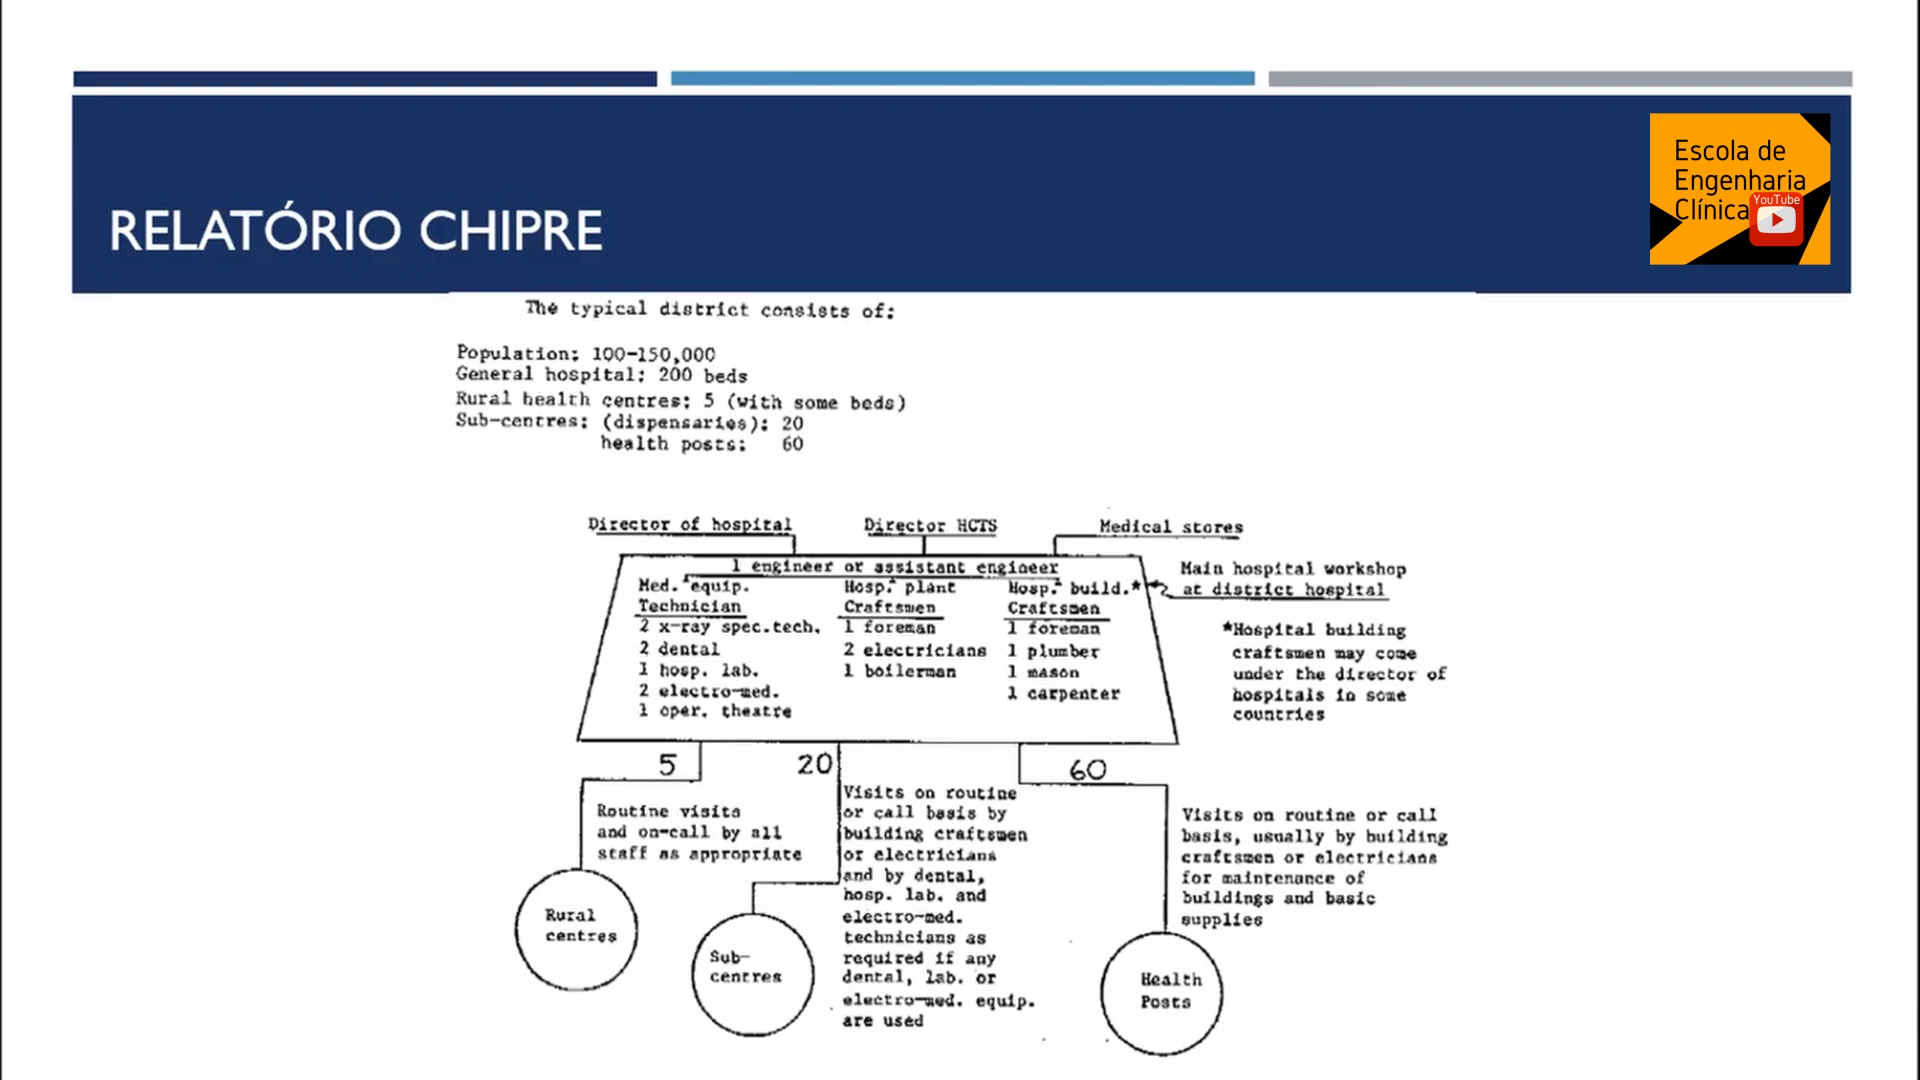 RELATÓRIO CHIPRE
Escola de
Engenharia
Clínica
YouTube
The typical district consists of:
Population: 100-150,000
General hospital: 200 beds
Rural health centres: 5 (with some beds)
Sub-centres: (dispensaries): 20
health posts: 60
Director of hospital
Director HCTS
Medical stores
1 engineer or assistant engineer
Med. equip.
Technician
2 x-ray spec.tech.
2 dental
1 hosp. lab.
2 electro-med.
1 oper. theatre
Hosp. plant
Craftsmen
1 foreman
2 electricians
1 boilerman
Hosp. build.*
Craftsmen
1 foreman
1 plumber
1 mason
1 carpenter
Main hospital workshop
at district hospital
*Hospital building
craftsmen may come
under the director of
hospitals in some
countries
5
Routine visits
and on-call by all
staff as appropriate
Rural
centres
20
Visits on routine
or call basis by
building craftsmen
or electricians
and by dental,
hosp. lab. and
electro-med.
technicians as
required if any
dental, lab. or
electro-med. equip.
are used
Sub-
centres
60
Visits on routine or call
basis, usually by building
craftsmen or electricians
for maintenance of
buildings and basic
supplies
Health
Posts